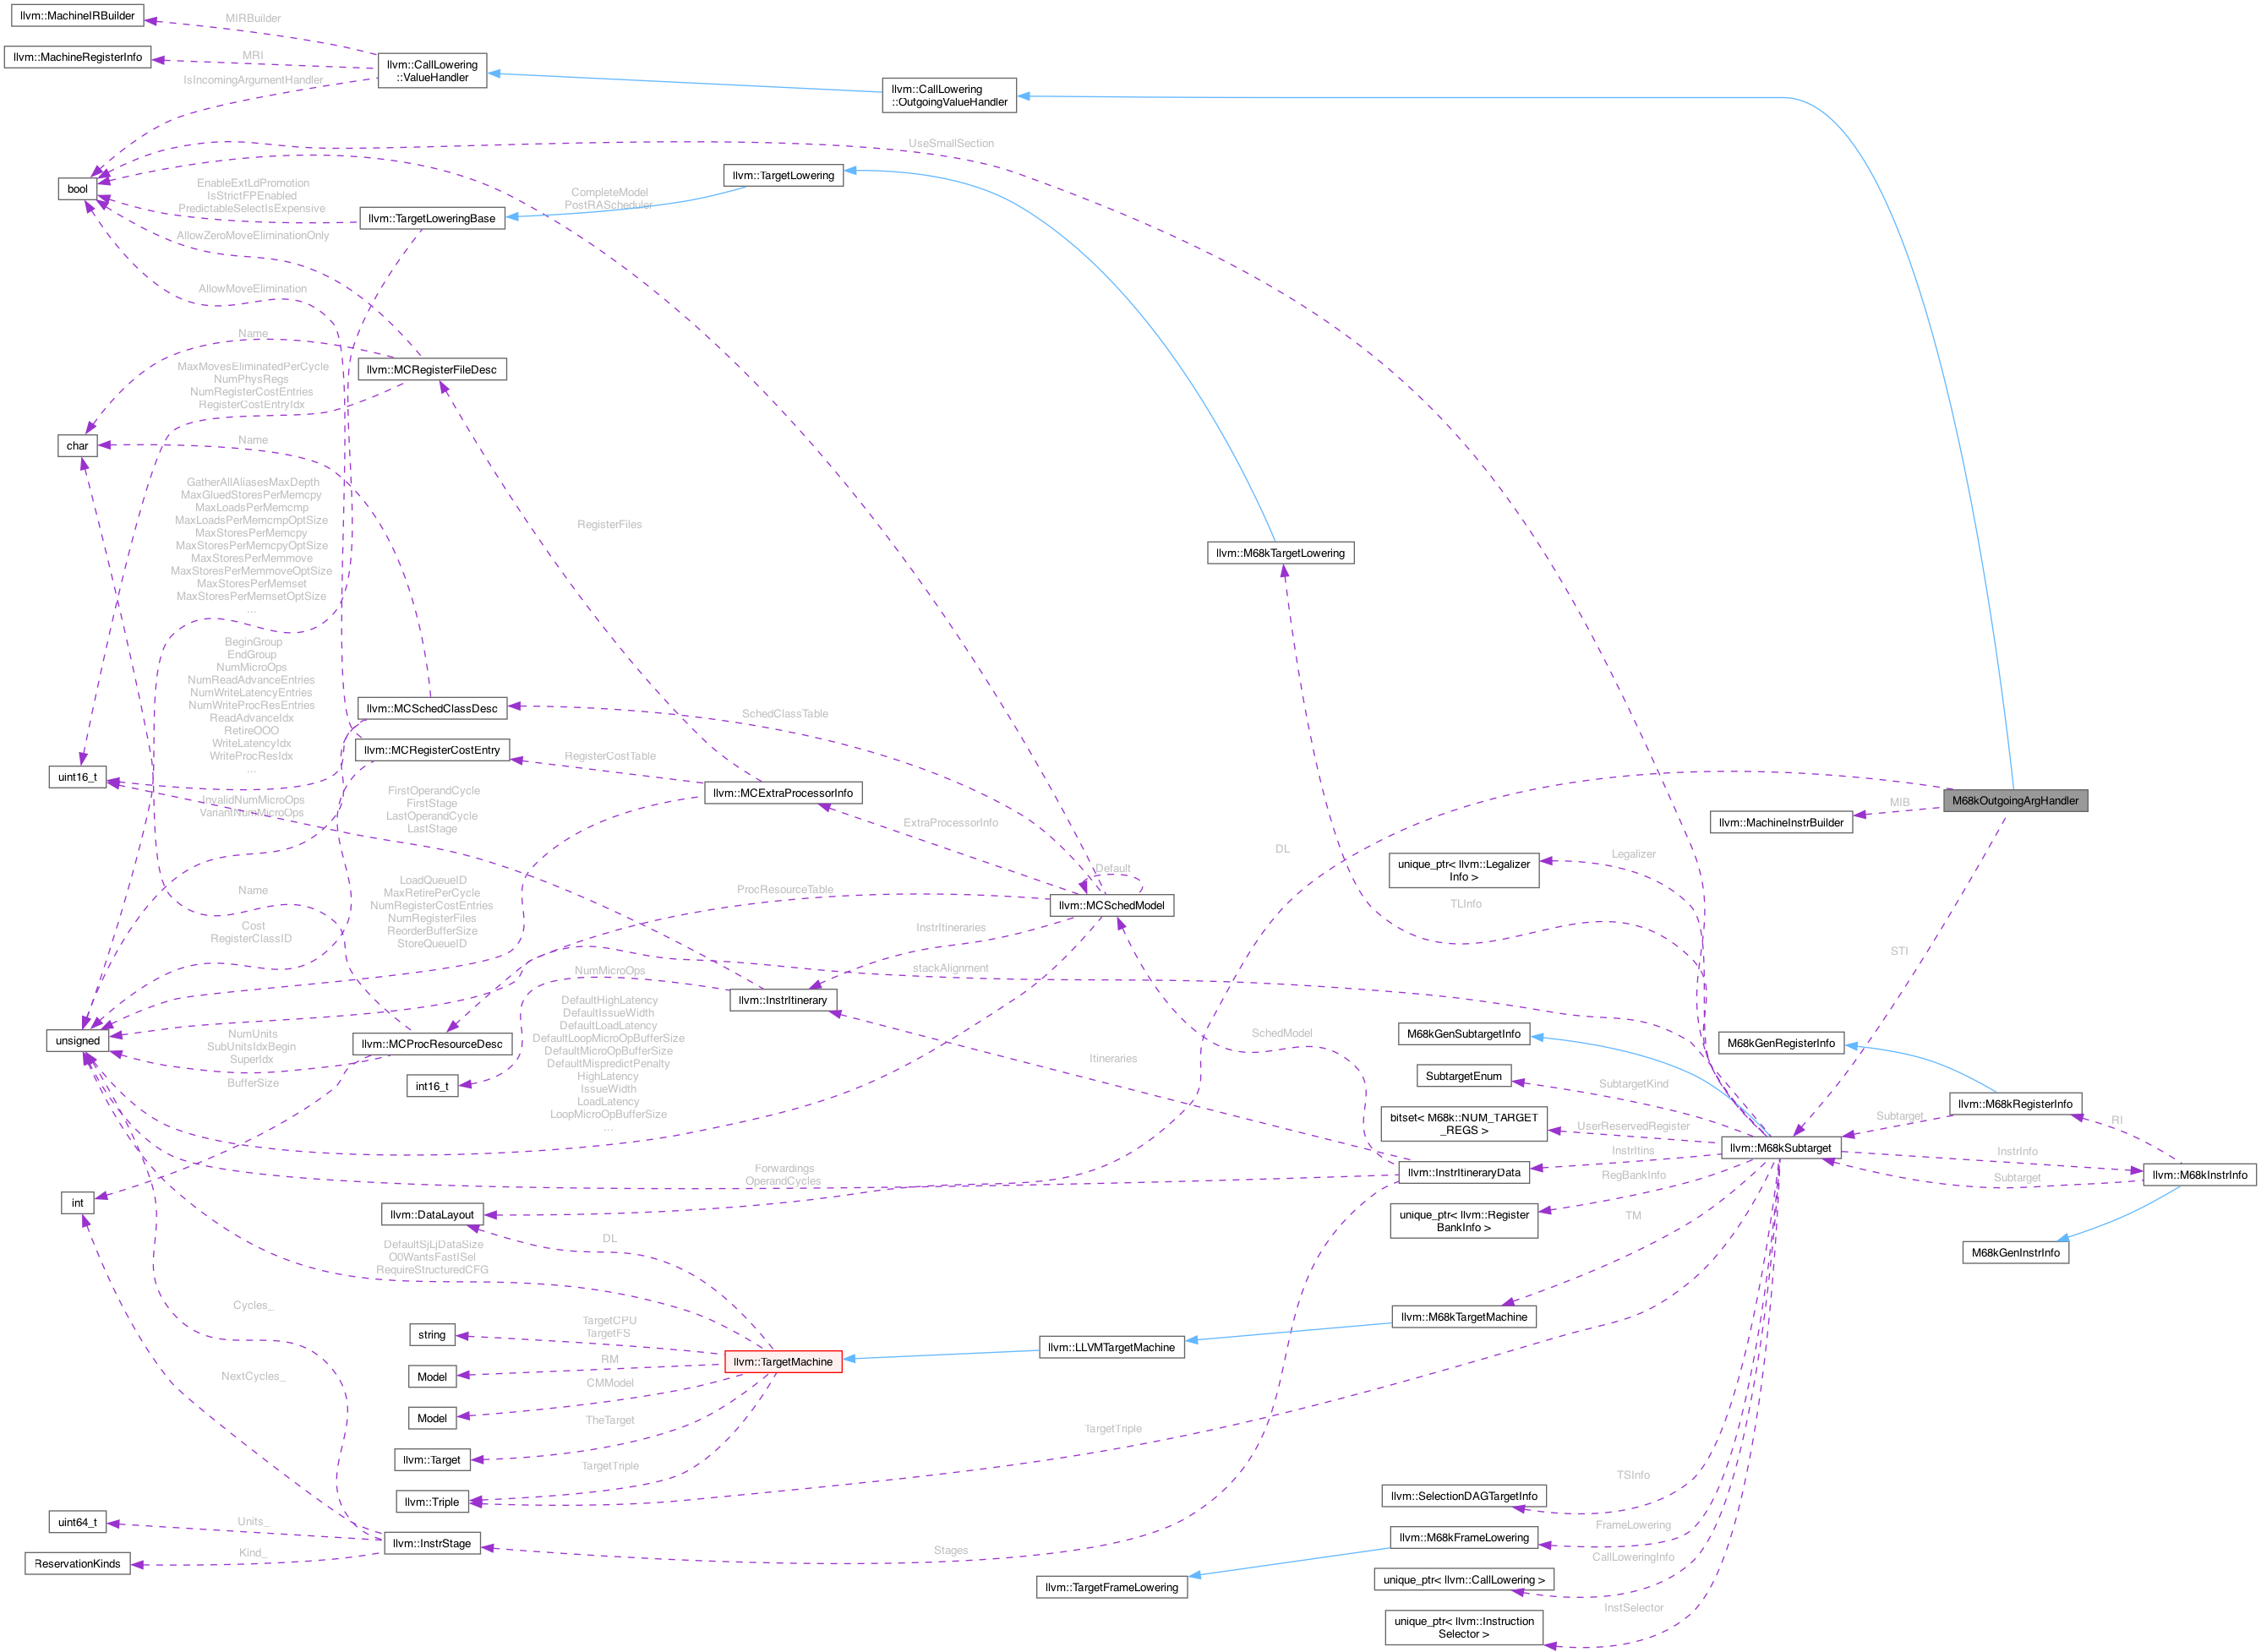 llvm::MachineIRBuilder
MIRBuilder
llvm::MachineRegisterInfo
MRI
llvm::CallLowering
::ValueHandler
IsIncomingArgumentHandler
llvm::CallLowering
::OutgoingValueHandler
UseSmallSection
bool
EnableExtLdPromotion
IsStrictFPEnabled
PredictableSelectIsExpensive
llvm::TargetLowering
CompleteModel
PostRAScheduler
llvm::TargetLoweringBase
AllowZeroMoveEliminationOnly
AllowMoveElimination
Name
llvm::MCRegisterFileDesc
MaxMovesEliminatedPerCycle
NumPhysRegs
NumRegisterCostEntries
RegisterCostEntryIdx
char
Name
GatherAllAliasesMaxDepth
MaxGluedStoresPerMemcpy
MaxLoadsPerMemcmp
MaxLoadsPerMemcmpOptSize
MaxStoresPerMemcpy
MaxStoresPerMemcpyOptSize
MaxStoresPerMemmove
MaxStoresPerMemmoveOptSize
MaxStoresPerMemset
MaxStoresPerMemsetOptSize
...
RegisterFiles
llvm::M68kTargetLowering
BeginGroup
EndGroup
NumMicroOps
NumReadAdvanceEntries
NumWriteLatencyEntries
NumWriteProcResEntries
ReadAdvanceIdx
RetireOOO
WriteLatencyIdx
WriteProcResIdx
...
llvm::MCSchedClassDesc
SchedClassTable
llvm::MCRegisterCostEntry
RegisterCostTable
uint16_t
llvm::MCExtraProcessorInfo
InvalidNumMicroOps
VariantNumMicroOps
FirstOperandCycle
FirstStage
LastOperandCycle
LastStage
ExtraProcessorInfo
M68kOutgoingArgHandler
MIB
llvm::MachineInstrBuilder
DL
Legalizer
unique_ptr< llvm::Legalizer
Info >
Default
llvm::MCSchedModel
ProcResourceTable
Name
Cost
RegisterClassID
LoadQueueID
MaxRetirePerCycle
NumRegisterCostEntries
NumRegisterFiles
ReorderBufferSize
StoreQueueID
TLInfo
InstrItineraries
STI
stackAlignment
NumMicroOps
llvm::InstrItinerary
DefaultHighLatency
DefaultIssueWidth
DefaultLoadLatency
DefaultLoopMicroOpBufferSize
DefaultMicroOpBufferSize
DefaultMispredictPenalty
HighLatency
IssueWidth
LoadLatency
LoopMicroOpBufferSize
...
unsigned
NumUnits
SubUnitsIdxBegin
SuperIdx
BufferSize
llvm::MCProcResourceDesc
int16_t
SchedModel
Itineraries
M68kGenSubtargetInfo
M68kGenRegisterInfo
SubtargetEnum
SubtargetKind
bitset< M68k::NUM_TARGET
_REGS >
UserReservedRegister
llvm::M68kRegisterInfo
Subtarget
RI
llvm::M68kSubtarget
InstrInfo
Subtarget
llvm::M68kInstrInfo
InstrItins
llvm::InstrItineraryData
RegBankInfo
Forwardings
OperandCycles
int
llvm::DataLayout
unique_ptr< llvm::Register
BankInfo >
TM
M68kGenInstrInfo
DL
DefaultSjLjDataSize
O0WantsFastISel
RequireStructuredCFG
Cycles_
llvm::M68kTargetMachine
string
TargetCPU
TargetFS
llvm::LLVMTargetMachine
llvm::TargetMachine
RM
Model
NextCycles_
CMModel
Model
TheTarget
TargetTriple
llvm::Target
TargetTriple
TSInfo
llvm::Triple
llvm::SelectionDAGTargetInfo
uint64_t
Units_
llvm::InstrStage
FrameLowering
llvm::M68kFrameLowering
Stages
Kind_
ReservationKinds
CallLoweringInfo
llvm::TargetFrameLowering
unique_ptr< llvm::CallLowering >
InstSelector
unique_ptr< llvm::Instruction
Selector >